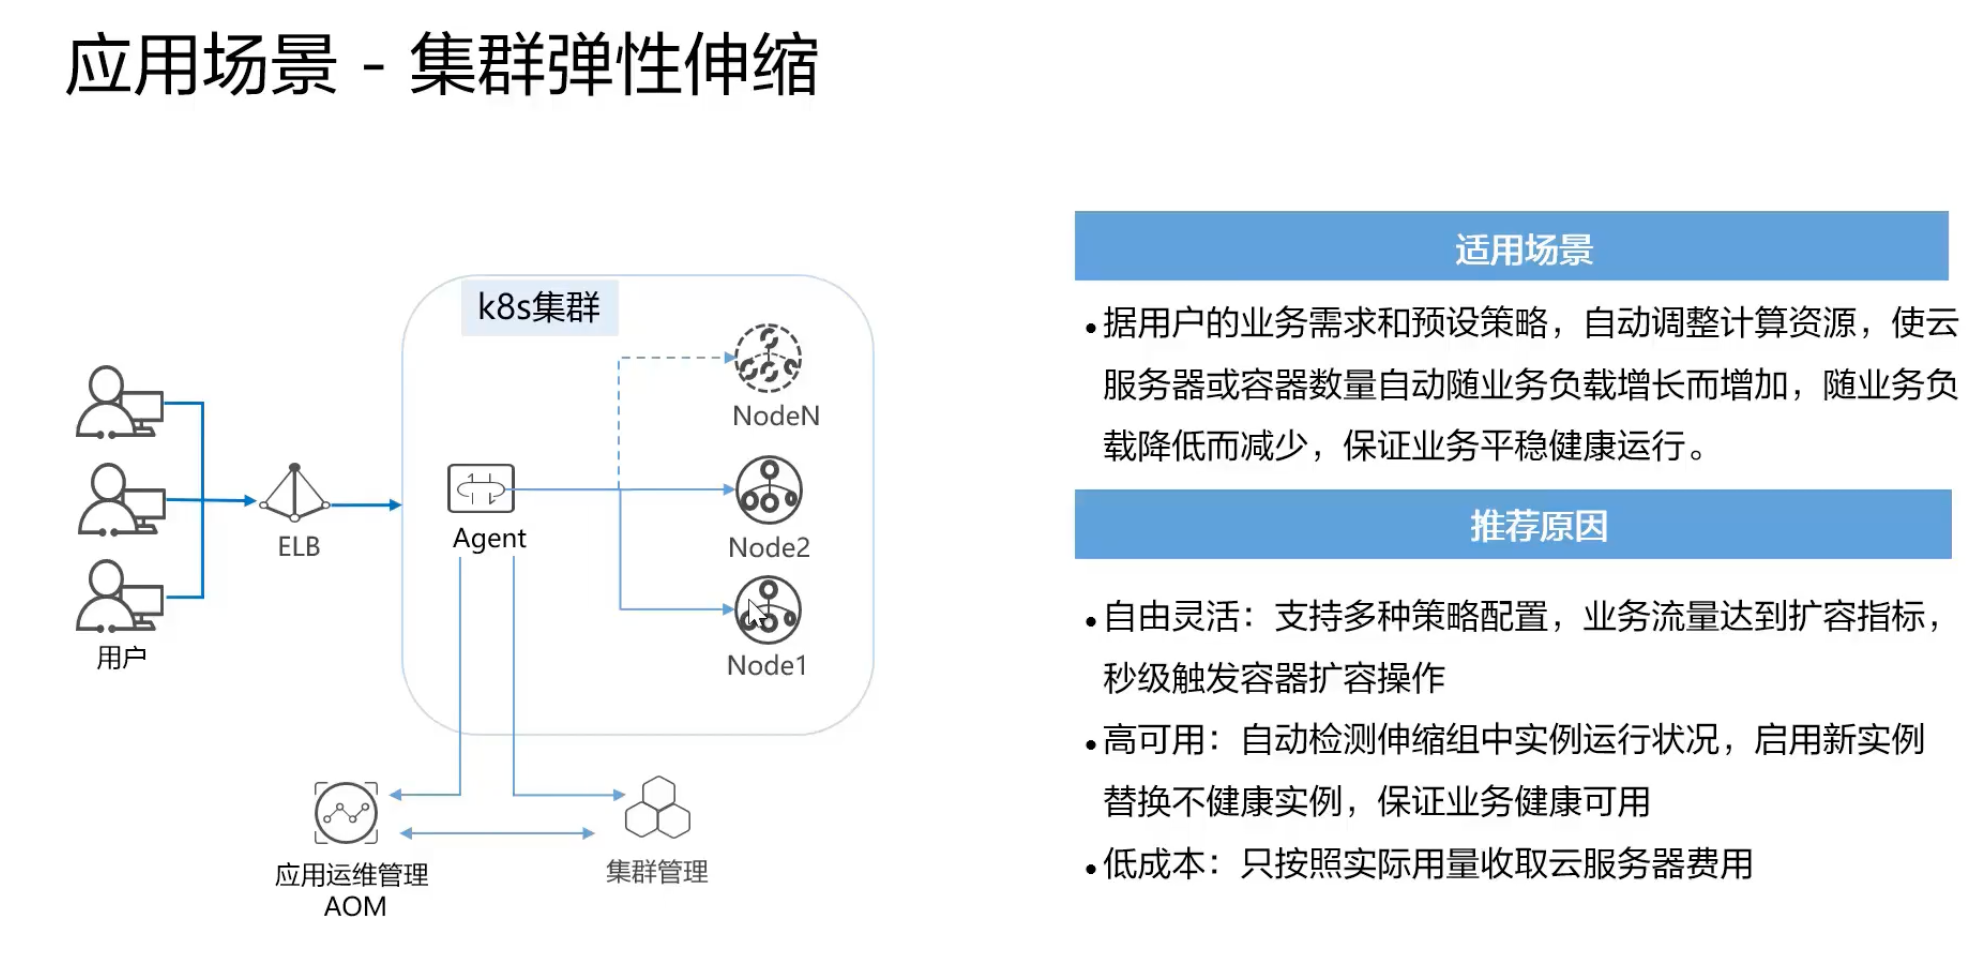 应用场景 - 集群弹性伸缩
k8s集群
NodeN
Node2
Node1
Agent
ELB
用户
应用运维管理
AOM
集群管理
适用场景
•据用户的业务需求和预设策略，自动调整计算资源，使云
服务器或容器数量自动随业务负载增长而增加，随业务负
载降低而减少，保证业务平稳健康运行。
推荐原因
•自由灵活：支持多种策略配置，业务流量达到扩容指标，
秒级触发容器扩容操作
•高可用：自动检测伸缩组中实例运行状况，启用新实例
替换不健康实例，保证业务健康可用
•低成本：只按照实际用量收取云服务器费用